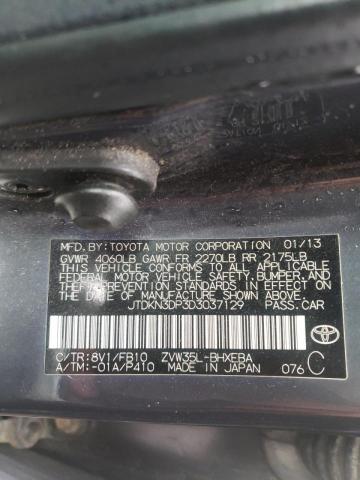 MFD. BY: TOYOTA MOTOR CORPORATION 01/13
GVWR 4060LB GAWR FR 2270LB RR 2175LB
THIS VEHICLE CONFORMS TO ALL APPLICABLE
FEDERAL MOTOR VEHICLE SAFETY, BUMPER, AND
THEFT PREVENTION STANDARDS IN EFFECT ON THE
DATE OF MANUFACTURE SHOWN ABOVE.
JTDKN3DP3D3037129 PASS.CAR
C/TR:8V1/FB10 ZVW35L-BHXEBA
A/TM:-01A/P410 MADE IN JAPAN 076 C
TOYOTA